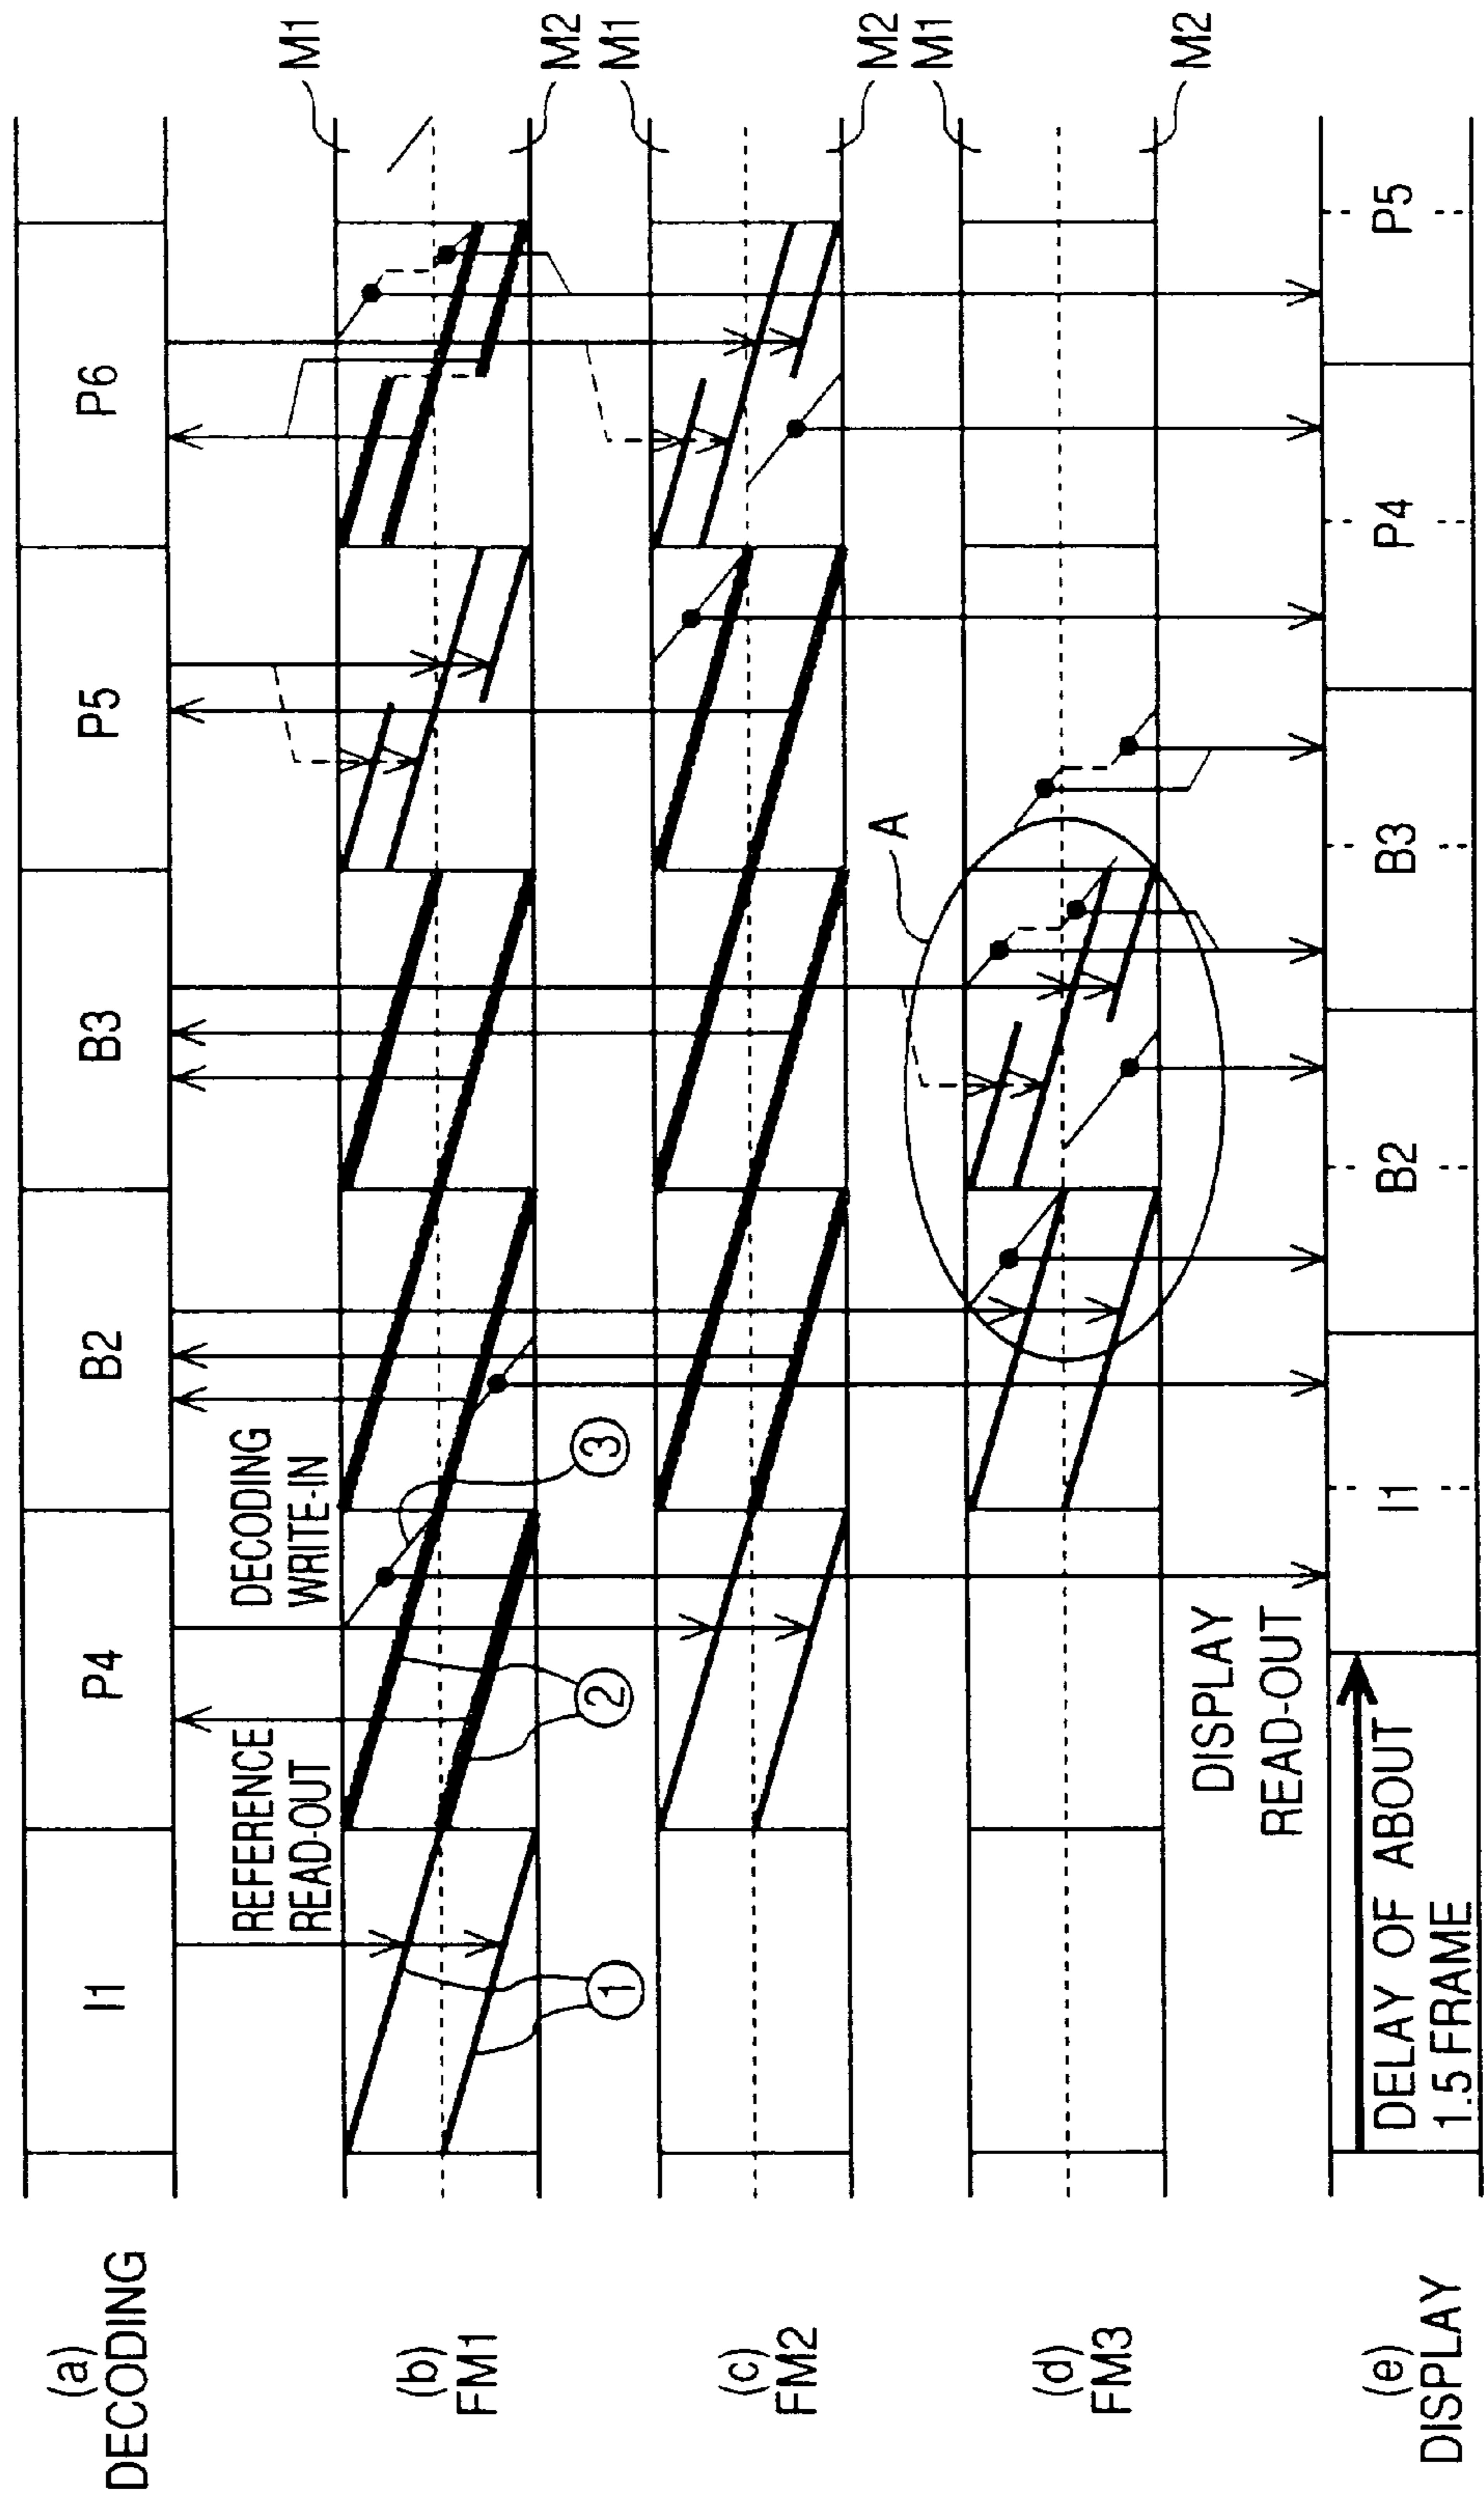 (a)
DECODING
I1
P4
B2
B3
P5
P6
REFERENCE
READ-OUT
DECODING
WRITE-IN
M1
(b)
FM1
M2
1
2
3
M1
(c)
FM2
M2
A
M1
(d)
FM3
M2
DISPLAY
READ-OUT
(e)
DISPLAY
DELAY OF ABOUT
1.5 FRAME
I1
B2
B3
P4
P5